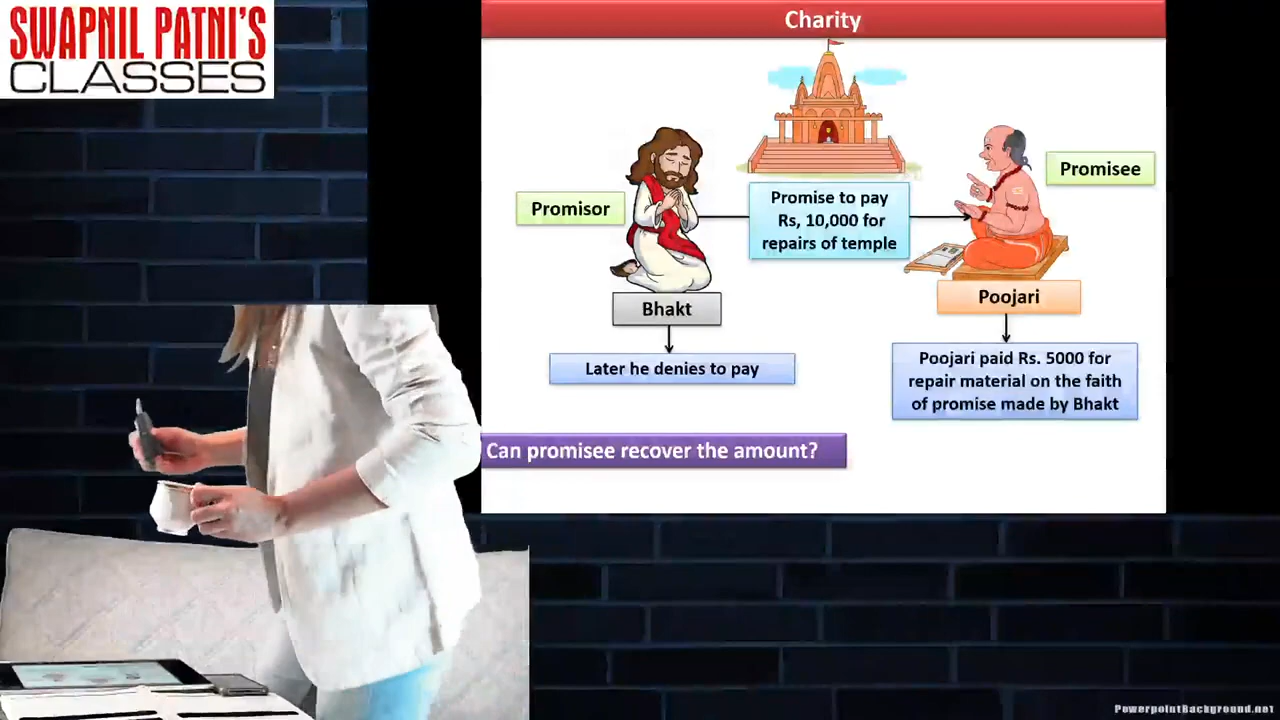 SWAPNIL PATNI'S
CLASSES
Charity
Promisor
Promise to pay
Rs, 10,000 for
repairs of temple
Promisee
Bhakt
Poojari
Later he denies to pay
Poojari paid Rs. 5000 for
repair material on the faith
of promise made by Bhakt
Can promisee recover the amount?
PowerpointBackground.net